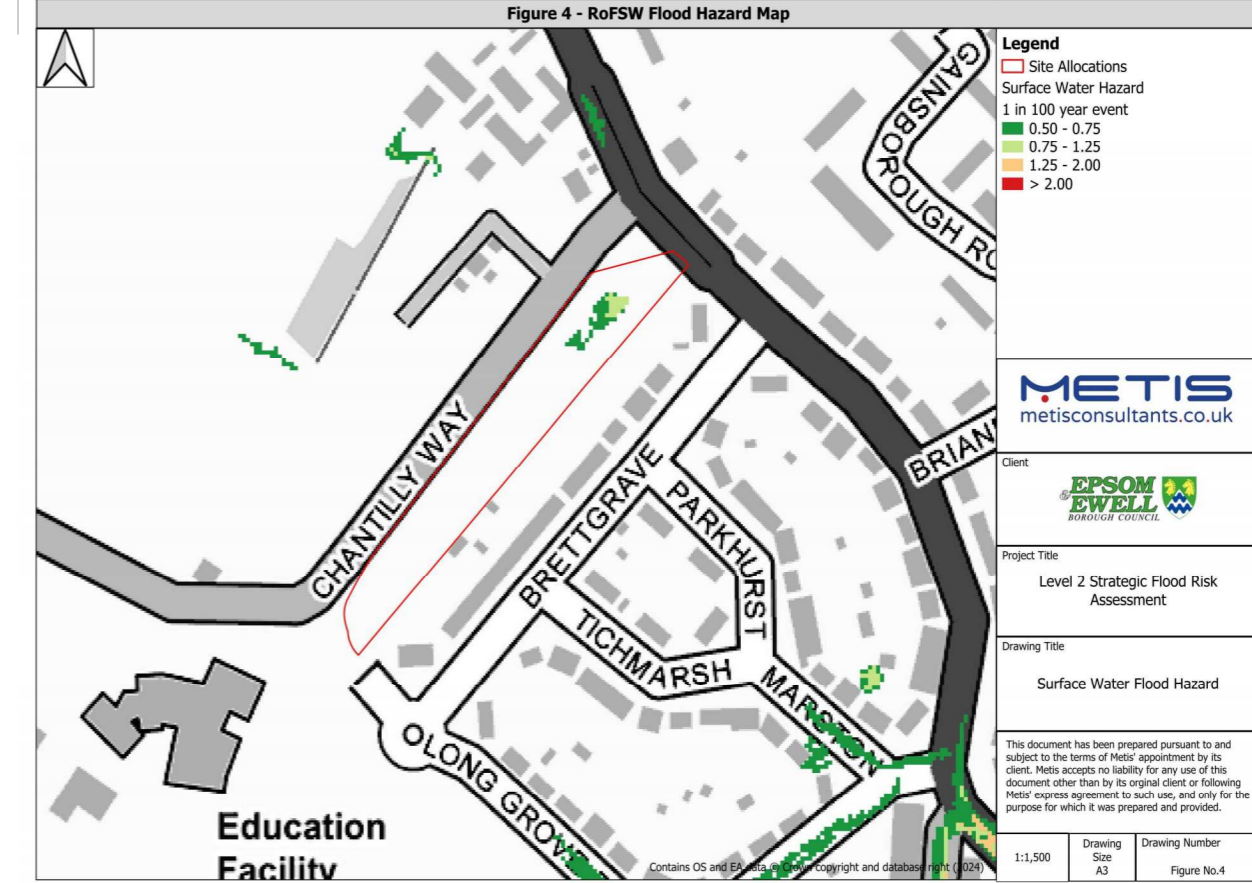 Figure 4 - RoFSW Flood Hazard Map
Legend
Site Allocations
Surface Water Hazard
1 in 100 year event
0.50 - 0.75
0.75 - 1.25
1.25 - 2.00
> 2.00
GAINSBOROUGH RO
BRIAN
CHANTILLY WAY
BRETTGRAVE
PARKHURST
TICHMARSH
MARSTON
OLONG GROVE
Education
Facility
Contains OS and EA data © Crown copyright and database right (2024)
METIS
metisconsultants.co.uk
Client
EPSOM
& EWELL
BOROUGH COUNCIL
Project Title
Level 2 Strategic Flood Risk
Assessment
Drawing Title
Surface Water Flood Hazard
This document has been prepared pursuant to and
subject to the terms of Metis' appointment by its
client. Metis accepts no liability for any use of this
document other than by its orginal client or following
Metis' express agreement to such use, and only for the
purpose for which it was prepared and provided.
1:1,500
Drawing
Size
A3
Drawing Number
Figure No.4